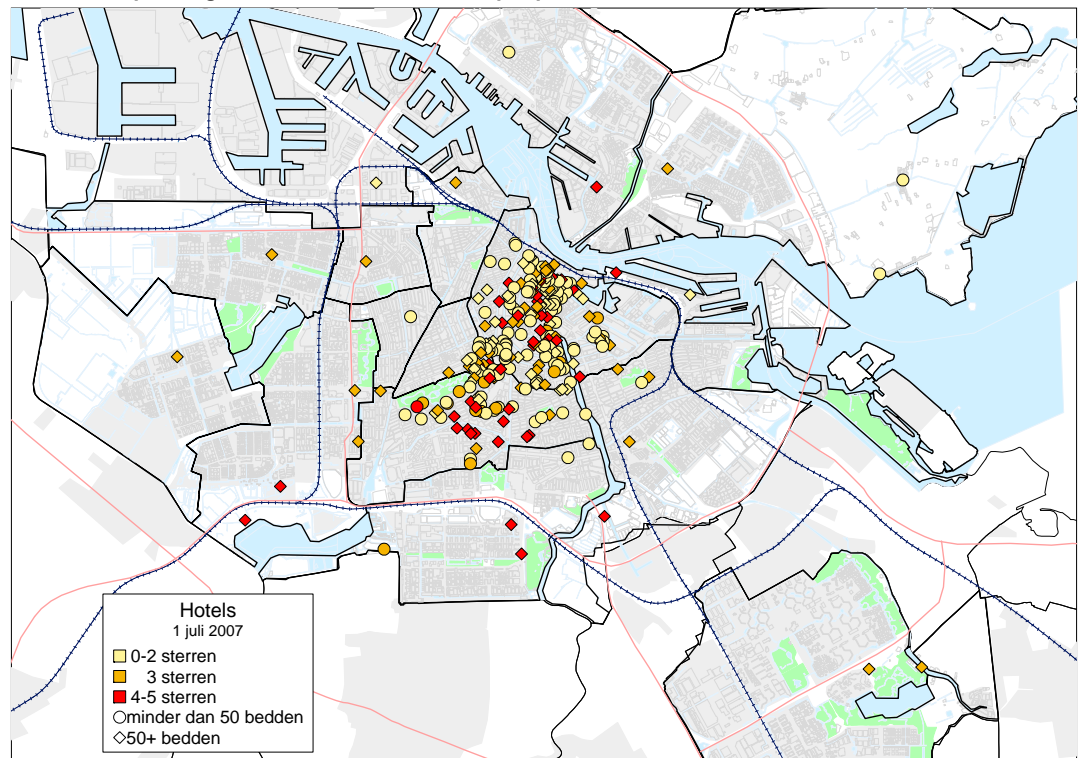 Hotels
1 juli 2007
0-2 sterren
3 sterren
4-5 sterren
minder dan 50 bedden
50+ bedden